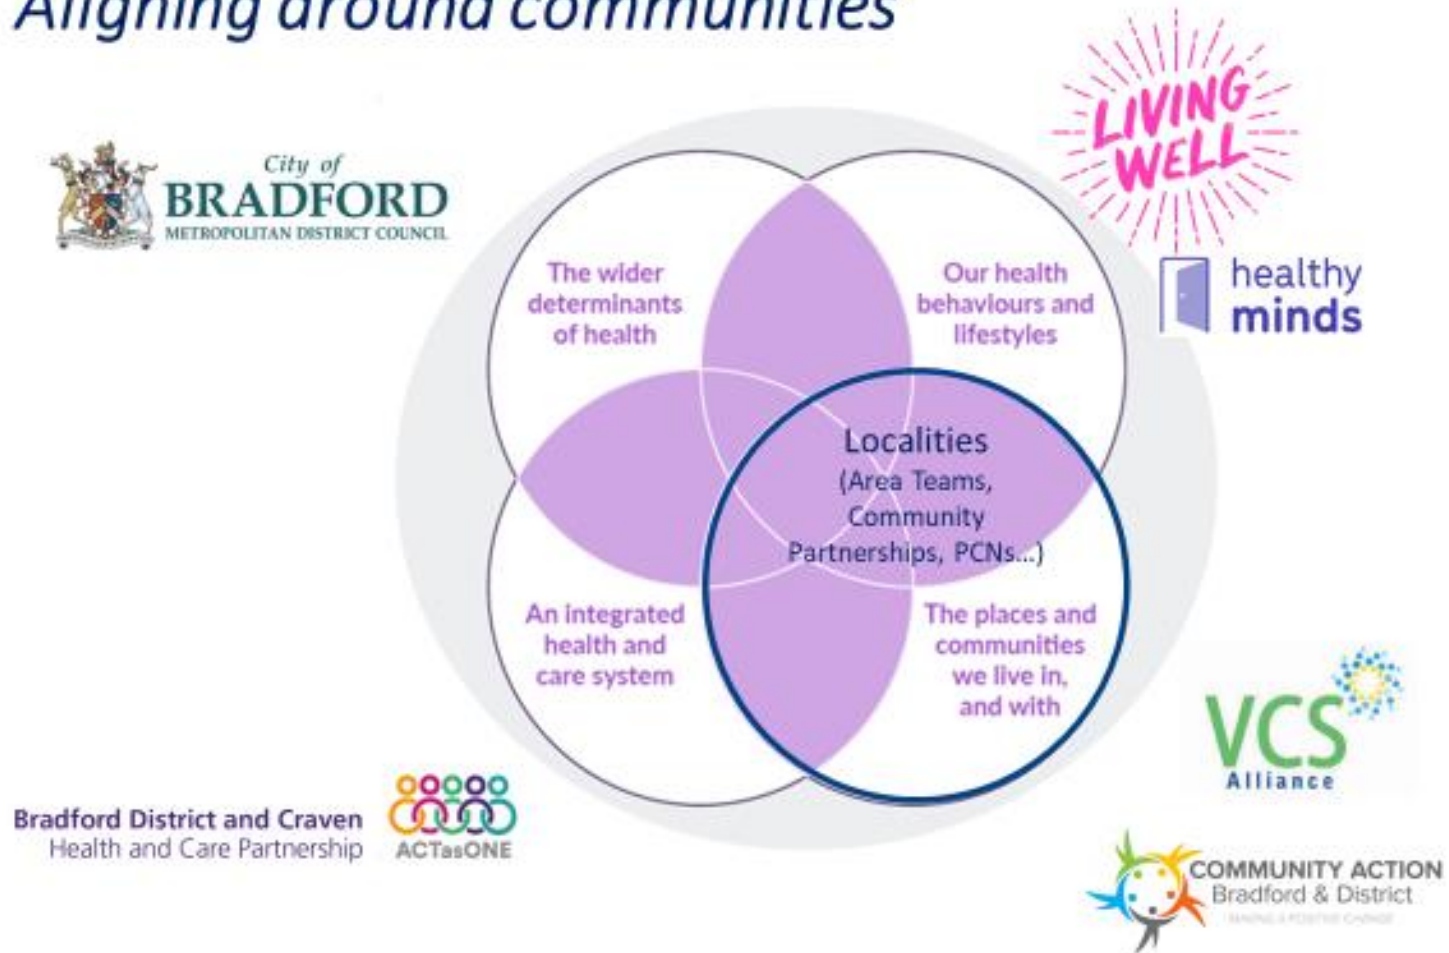 Aligning around communities
City of
BRADFORD
METROPOLITAN DISTRICT COUNCIL
LIVING
WELL
healthy
minds
The wider
determinants
of health
Our health
behaviours and
lifestyles
Localities
(Area Teams,
Community
Partnerships, PCNs...)
An integrated
health and
care system
The places and
communities
we live in,
and with
VCS
Alliance
Bradford District and Craven
Health and Care Partnership
ACTasONE
COMMUNITY ACTION
Bradford & District
MAKING A POSITIVE CHANGE